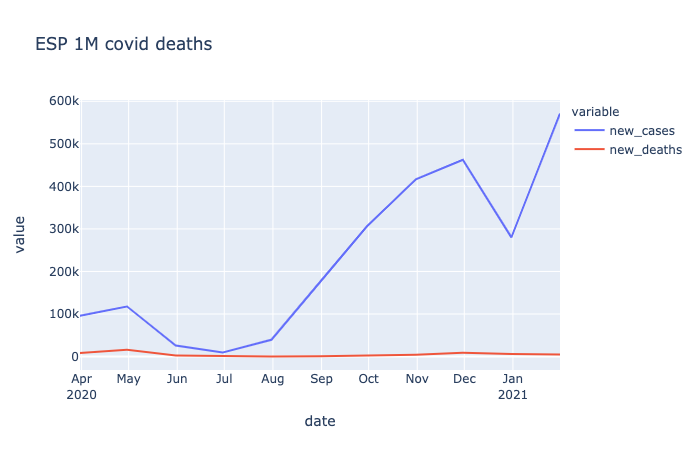 ESP 1M covid deaths
variable
new_cases
new_deaths
value
600k
500k
400k
300k
200k
100k
0
Apr May Jun Jul Aug Sep Oct Nov Dec Jan
2020 2021
date